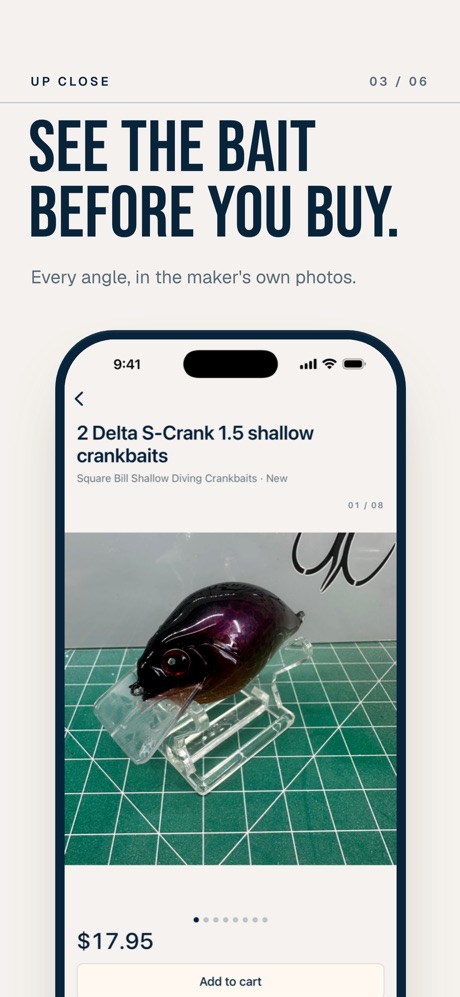 UP CLOSE
03 / 06
SEE THE BAIT
BEFORE YOU BUY.
Every angle, in the maker's own photos.
9:41
2 Delta S-Crank 1.5 shallow
crankbaits
Square Bill Shallow Diving Crankbaits · New
01 / 08
$17.95
Add to cart